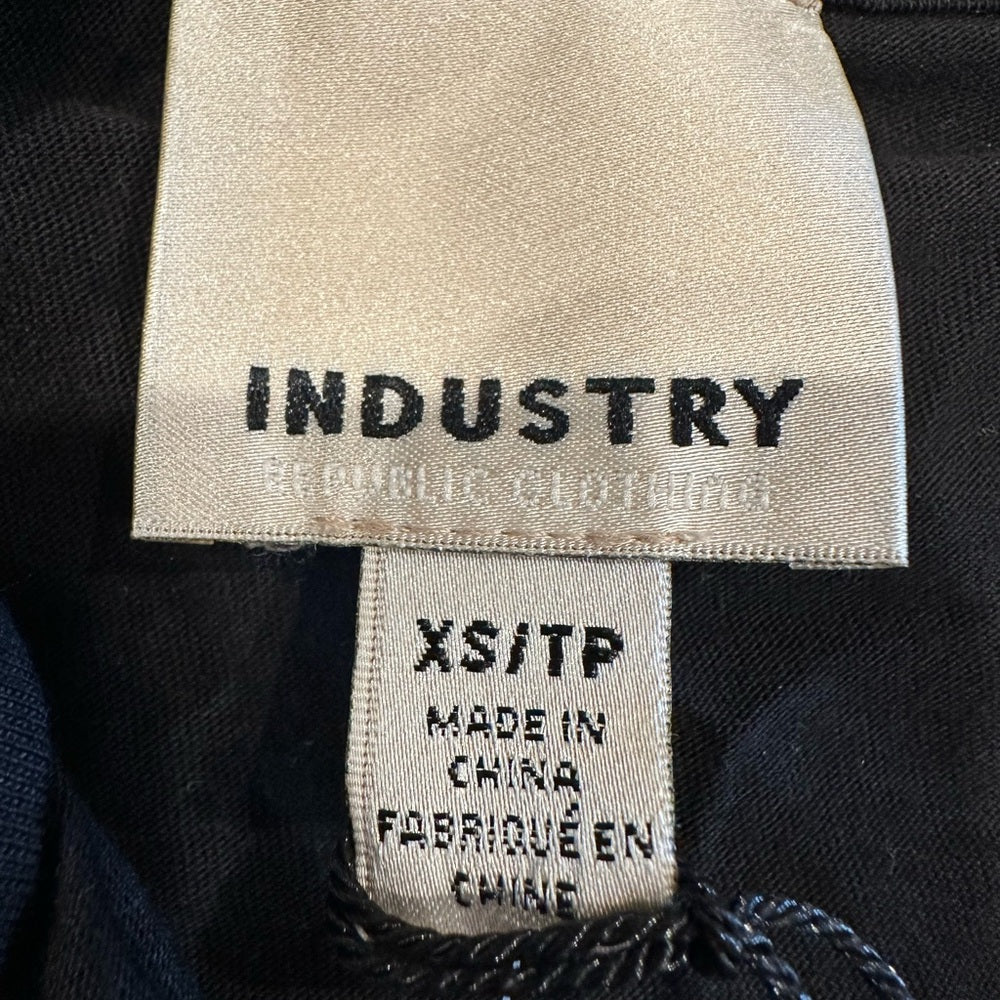 INDUSTRY
REPUBLIC CLOTHING
XS/TP
MADE IN
CHINA
FABRIQUÉ EN
CHINE